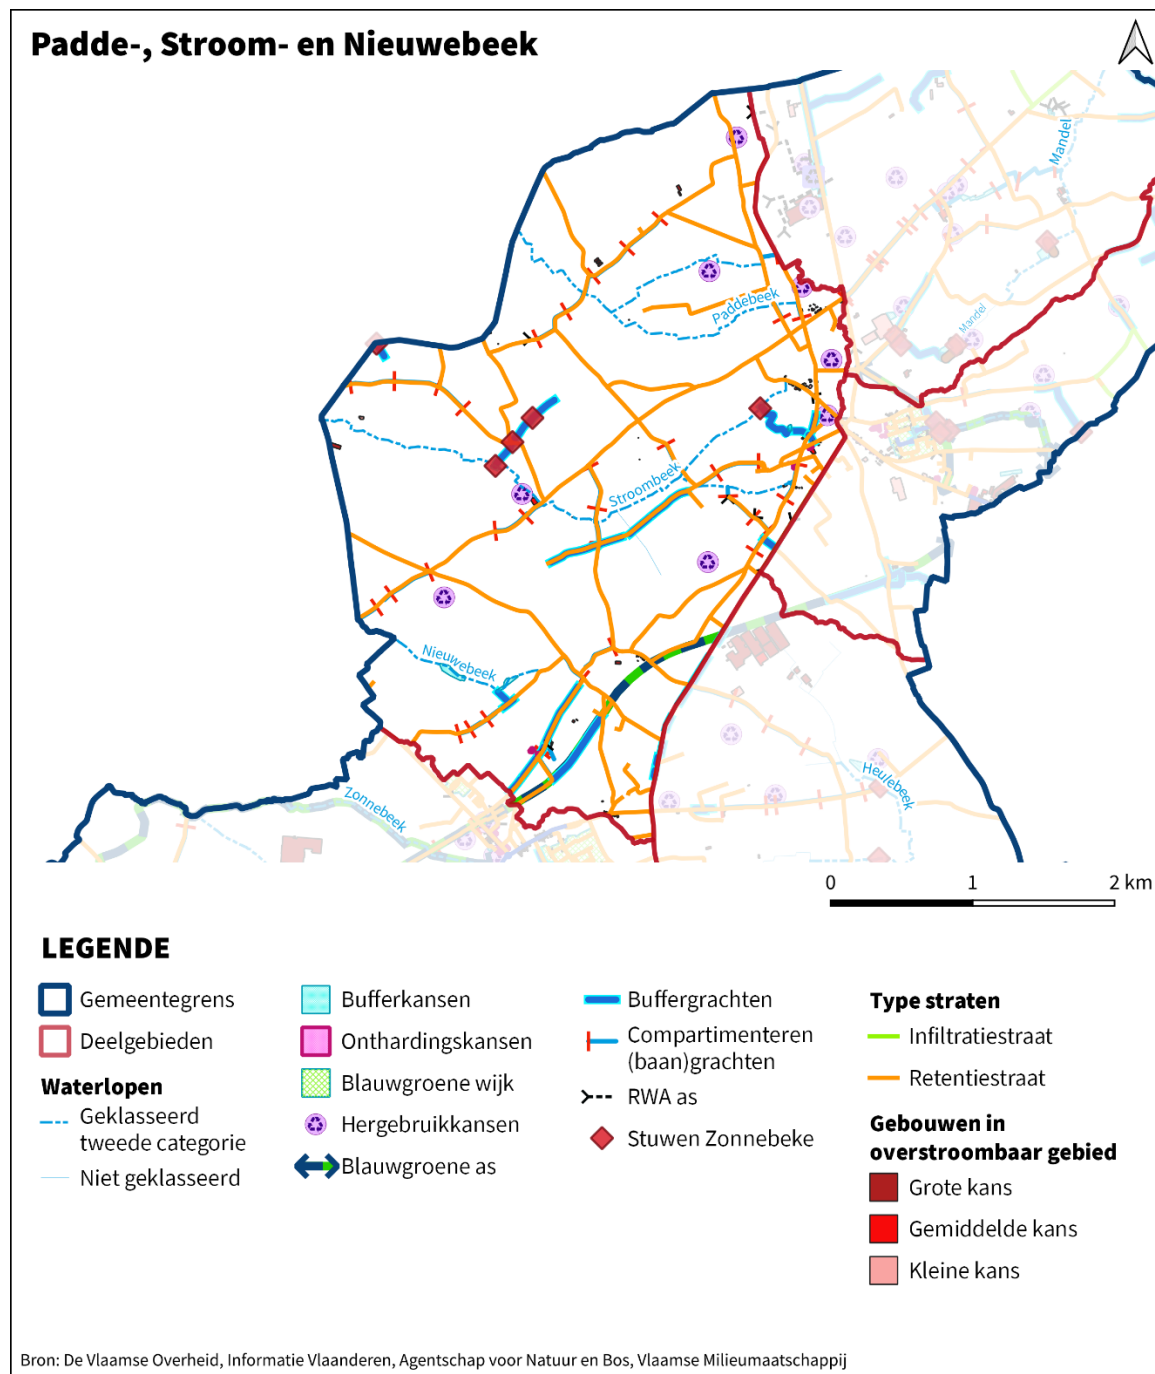 Padde-, Stroom- en Nieuwebeek
Mandel
Paddebeek
Mandel
Stroombeek
Nieuwebeek
Heulebeek
Zonnebeek
0 1 2 km
LEGENDE
Gemeentegrens
Deelgebieden
Waterlopen
Geklasseerd
tweede categorie
Niet geklasseerd
Bufferkansen
Onthardingskansen
Blauwgroene wijk
Hergebruikkansen
Blauwgroene as
Buffergrachten
Compartimenteren
(baan)grachten
RWA as
Stuwen Zonnebeke
Type straten
Infiltratiestraat
Retentiestraat
Gebouwen in
overstroombaar gebied
Grote kans
Gemiddelde kans
Kleine kans
Bron: De Vlaamse Overheid, Informatie Vlaanderen, Agentschap voor Natuur en Bos, Vlaamse Milieumaatschappij